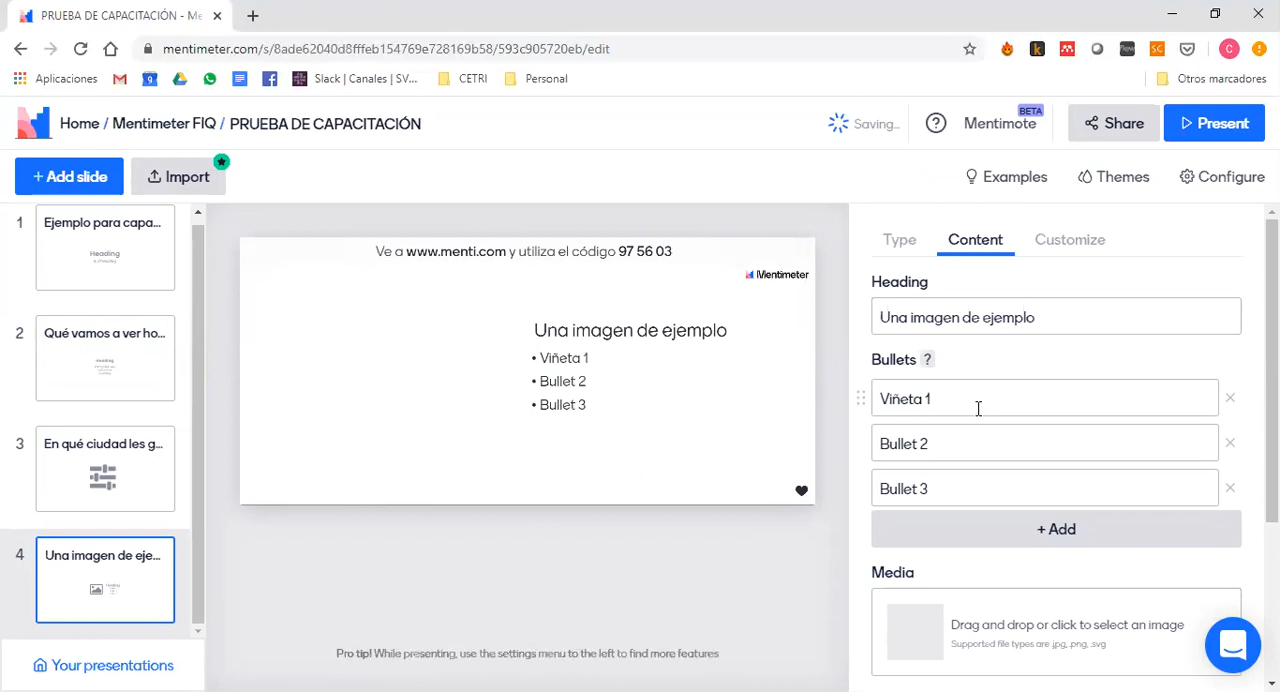 PRUEBA DE CAPACITACIÓN - Me
mentimeter.com/s/8ade62040d8fffeb154769e728169b58/593c905720eb/edit
Aplicaciones
Slack | Canales | SV...
CETRI
Personal
Otros marcadores
Home / Mentimeter FIQ / PRUEBA DE CAPACITACIÓN
Saving...
?
Mentimote
BETA
Share
Present
+ Add slide
Import
Examples
Themes
Configure
1
Ejemplo para capa...
Heading
2
Qué vamos a ver ho...
Heading
3
En qué ciudad les g...
4
Una imagen de eje...
Heading
Your presentations
Ve a www.menti.com y utiliza el código 97 56 03
Mentimeter
Una imagen de ejemplo
• Viñeta 1
• Bullet 2
• Bullet 3
Pro tip! While presenting, use the settings menu to the left to find more features
Type
Content
Customize
Heading
Una imagen de ejemplo
Bullets ?
Viñeta 1
Bullet 2
Bullet 3
+ Add
Media
Drag and drop or click to select an image
Supported file types are .jpg, .png, .svg